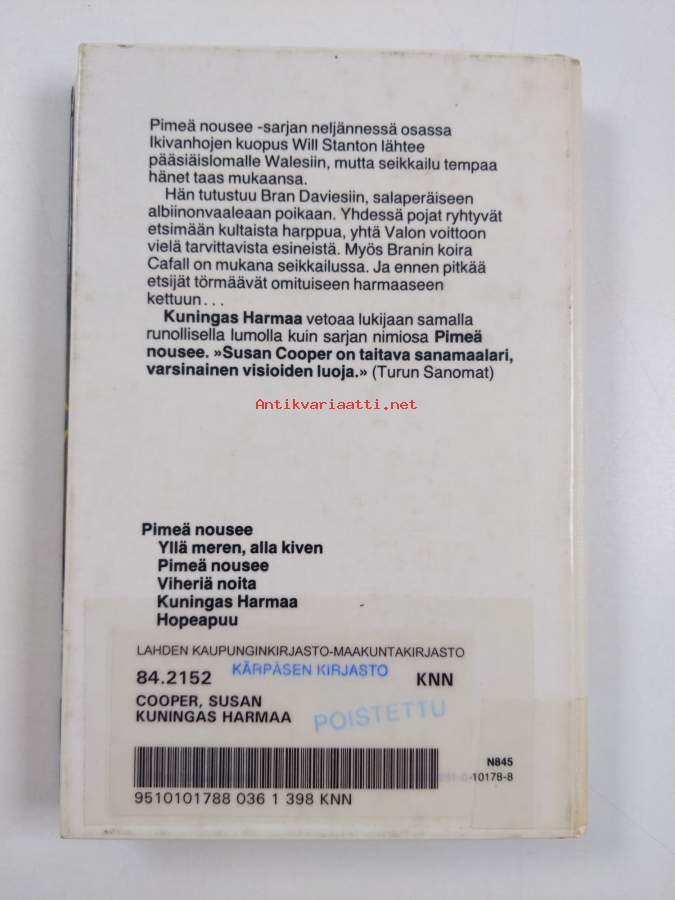 Pimeä nousee -sarjan neljännessä osassa
Ikivanhojen kuopus Will Stanton lähtee
pääsiäislomalle Walesiin, mutta seikkailu tempaa
hänet taas mukaansa.
Hän tutustuu Bran Daviesiin, salaperäiseen
albiinonvaaleaan poikaan. Yhdessä pojat ryhtyvät
etsimään kultaista harppua, yhtä Valon voittoon
vielä tarvittavista esineistä. Myös Branin koira
Cafall on mukana seikkailussa. Ja ennen pitkää
etsijät törmäävät omituiseen harmaaseen
kettuun...
Kuningas Harmaa vetoaa lukijaan samalla
runollisella lumolla kuin sarjan nimiosa Pimeä
nousee. »Susan Cooper on taitava sanamaalari,
varsinainen visioiden luoja.» (Turun Sanomat)
Antikvariaatti.net
Pimeä nousee
Yllä meren, alla kiven
Pimeä nousee
Viheriä noita
Kuningas Harmaa
Hopeapuu
LAHDEN KAUPUNGINKIRJASTO-MAAKUNTAKIRJASTO
KÄRPÄSEN KIRJASTO
84.2152 KNN
COOPER, SUSAN
KUNINGAS HARMAA
POISTETTU
N845
10178-8
9510101788 036 1 398 KNN